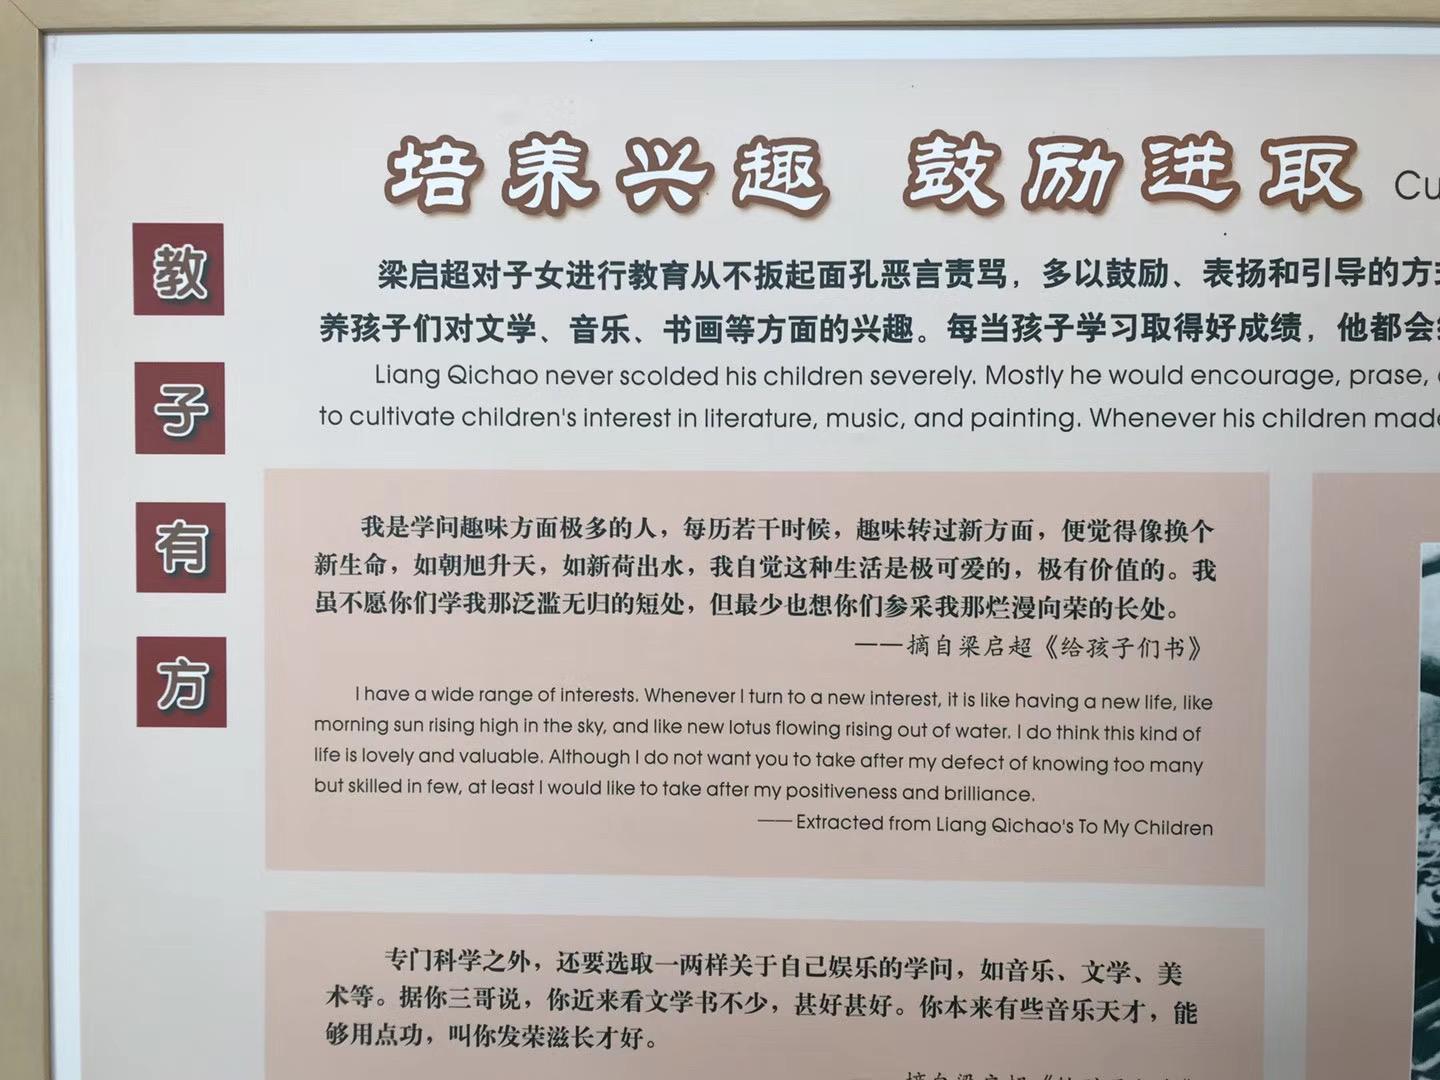 培养兴趣 鼓励进取
教
子
有
方
梁启超对子女进行教育从不扳起面孔恶言责骂，多以鼓励、表扬和引导的方
养孩子们对文学、音乐、书画等方面的兴趣。每当孩子学习取得好成绩，他都会
Liang Qichao never scolded his children severely. Mostly he would encourage, prase,
to cultivate children's interest in literature, music, and painting. Whenever his children made
我是学问趣味方面极多的人，每历若干时候，趣味转过新方面，便觉得像换个
新生命，如朝旭升天，如新荷出水，我自觉这种生活是极可爱的，极有价值的。我
虽不愿你们学我那泛滥无归的短处，但最少也想你们参采我那烂漫向荣的长处。
——摘自梁启超《给孩子们书》
I have a wide range of interests. Whenever I turn to a new interest, it is like having a new life, like
morning sun rising high in the sky, and like new lotus flowing rising out of water. I do think this kind of
life is lovely and valuable. Although I do not want you to take after my defect of knowing too many
but skilled in few, at least I would like to take after my positiveness and brilliance.
——Extracted from Liang Qichao's To My Children
专门科学之外，还要选取一两样关于自己娱乐的学问，如音乐、文学、美
术等。据你三哥说，你近来看文学书不少，甚好甚好。你本来有些音乐天才，能
够用点功，叫你发荣滋长才好。